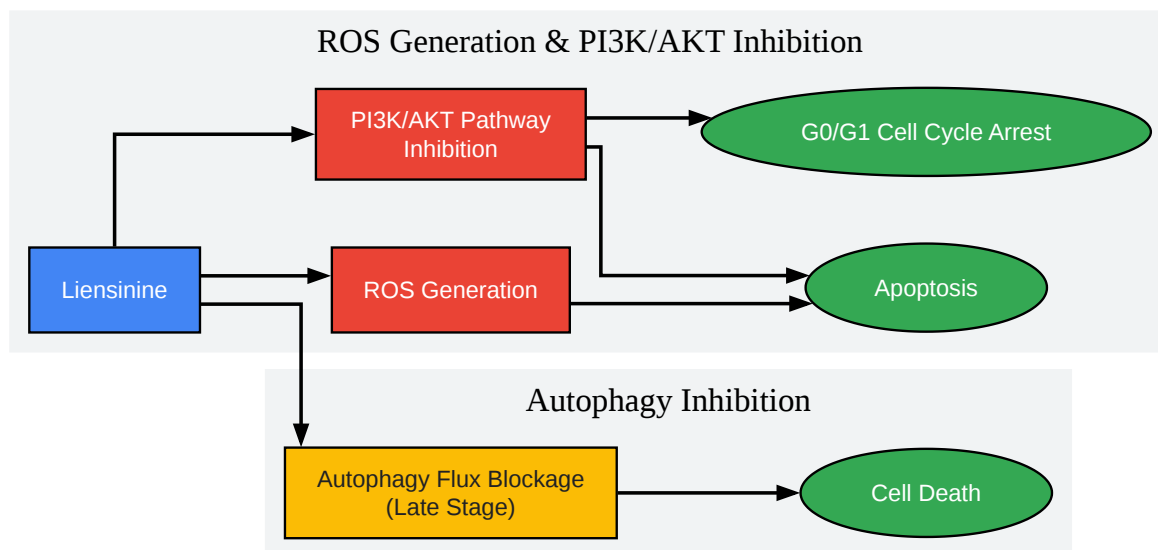 ROS Generation & PI3K/AKT Inhibition
PI3K/AKT Pathway
Inhibition
G0/G1 Cell Cycle Arrest
Liensinine
ROS Generation
Apoptosis
Autophagy Inhibition
Autophagy Flux Blockage
(Late Stage)
Cell Death